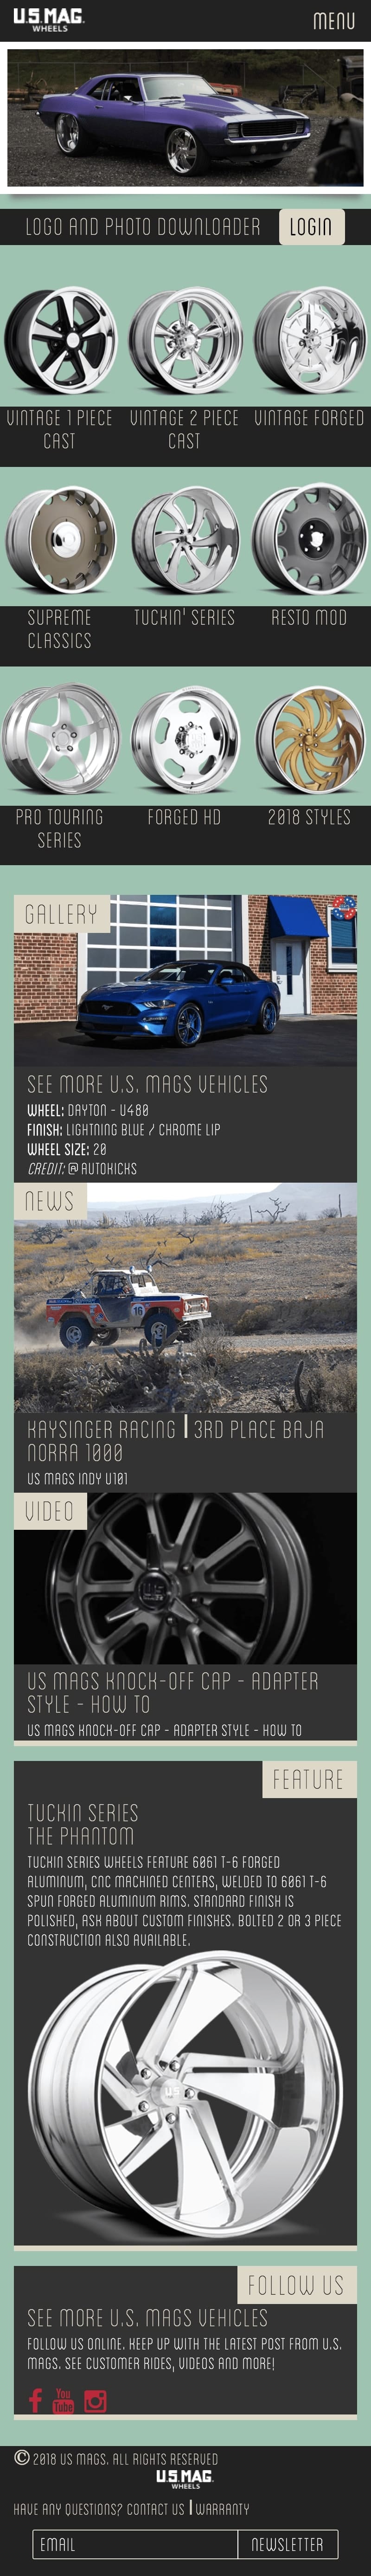 U.S. MAG.
WHEELS
MENU
LOGO AND PHOTO DOWNLOADER
LOGIN
VINTAGE 1 PIECE
CAST
VINTAGE 2 PIECE
CAST
VINTAGE FORGED
SUPREME
CLASSICS
TUCKIN' SERIES
RESTO MOD
PRO TOURING
SERIES
FORGED HD
2018 STYLES
GALLERY
SEE MORE U.S. MAGS VEHICLES
WHEEL: DAYTON - U480
FINISH: LIGHTNING BLUE / CHROME LIP
WHEEL SIZE: 20
CREDIT: @AUTOKICKS
NEWS
16
KAYSINGER RACING | 3RD PLACE BAJA
NORRA 1000
US MAGS INDY U101
VIDEO
US MAGS KNOCK-OFF CAP - ADAPTER
STYLE - HOW TO
US MAGS KNOCK-OFF CAP - ADAPTER STYLE - HOW TO
FEATURE
TUCKIN SERIES
THE PHANTOM
TUCKIN SERIES WHEELS FEATURE 6061 T-6 FORGED
ALUMINUM, CNC MACHINED CENTERS, WELDED TO 6061 T-6
SPUN FORGED ALUMINUM RIMS. STANDARD FINISH IS
POLISHED, ASK ABOUT CUSTOM FINISHES. BOLTED 2 OR 3 PIECE
CONSTRUCTION ALSO AVAILABLE.
FOLLOW US
SEE MORE U.S. MAGS VEHICLES
FOLLOW US ONLINE. KEEP UP WITH THE LATEST POST FROM U.S.
MAGS. SEE CUSTOMER RIDES, VIDEOS AND MORE!
You
Tube
© 2018 US MAGS. ALL RIGHTS RESERVED
U.S. MAG.
WHEELS
HAVE ANY QUESTIONS? CONTACT US | WARRANTY
EMAIL
NEWSLETTER